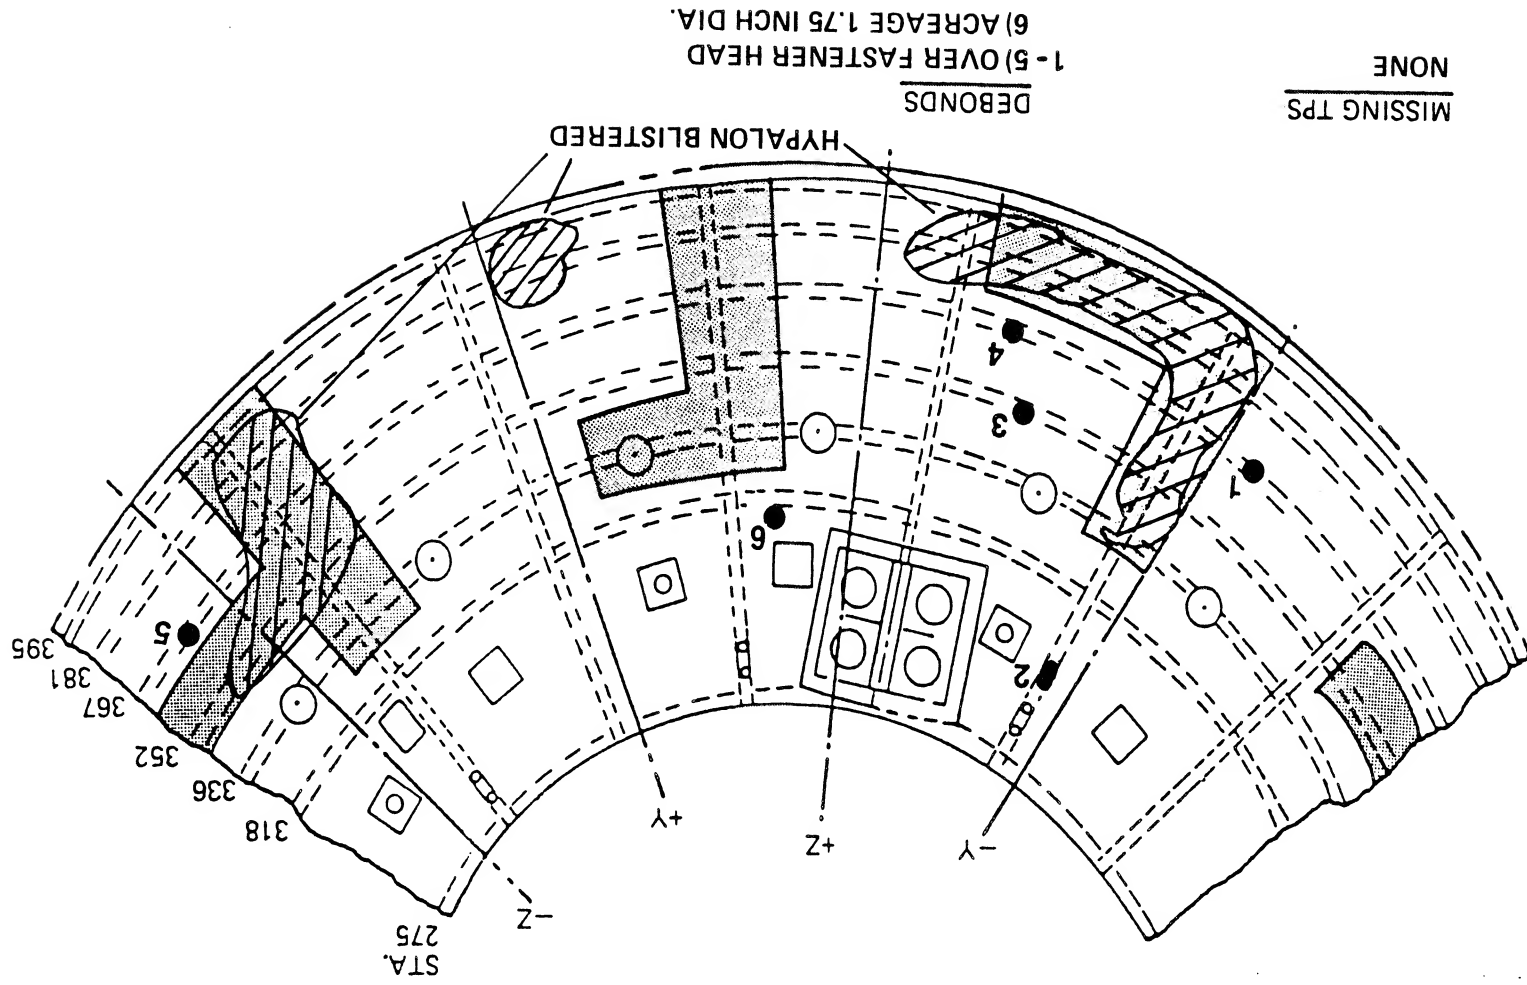 STA.
275
−Z
−Y
+Z
+Y
318
336
352
367
381
395
2
5
6
1
3
4
HYPALON BLISTERED
MISSING TPS
NONE
DEBONDS
1 - 5) OVER FASTENER HEAD
6) ACREAGE 1.75 INCH DIA.